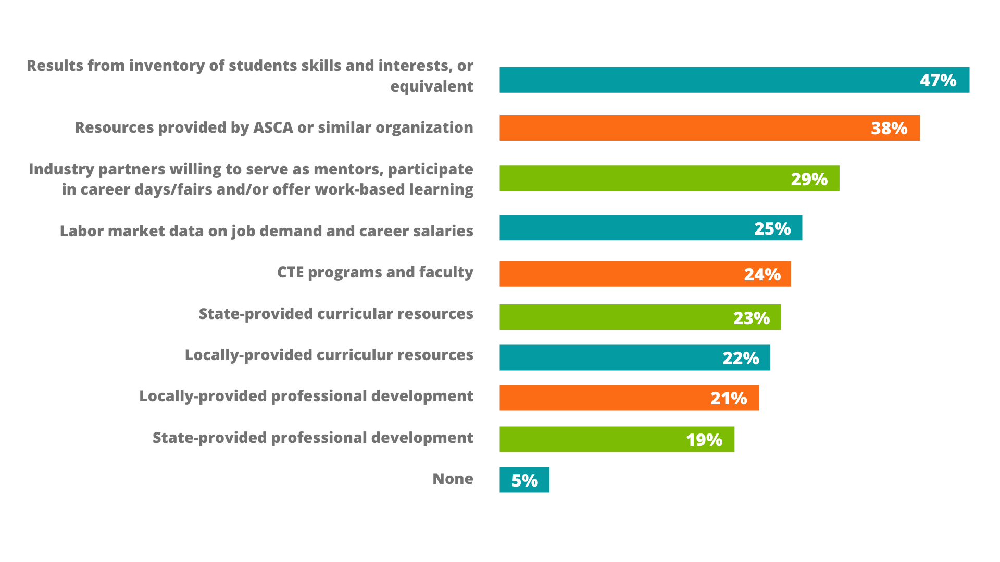 Results from inventory of students skills and interests, or
equivalent
47%
Resources provided by ASCA or similar organization
38%
Industry partners willing to serve as mentors, participate
in career days/fairs and/or offer work-based learning
29%
Labor market data on job demand and career salaries
25%
CTE programs and faculty
24%
State-provided curricular resources
23%
Locally-provided curriculur resources
22%
Locally-provided professional development
21%
State-provided professional development
19%
None
5%